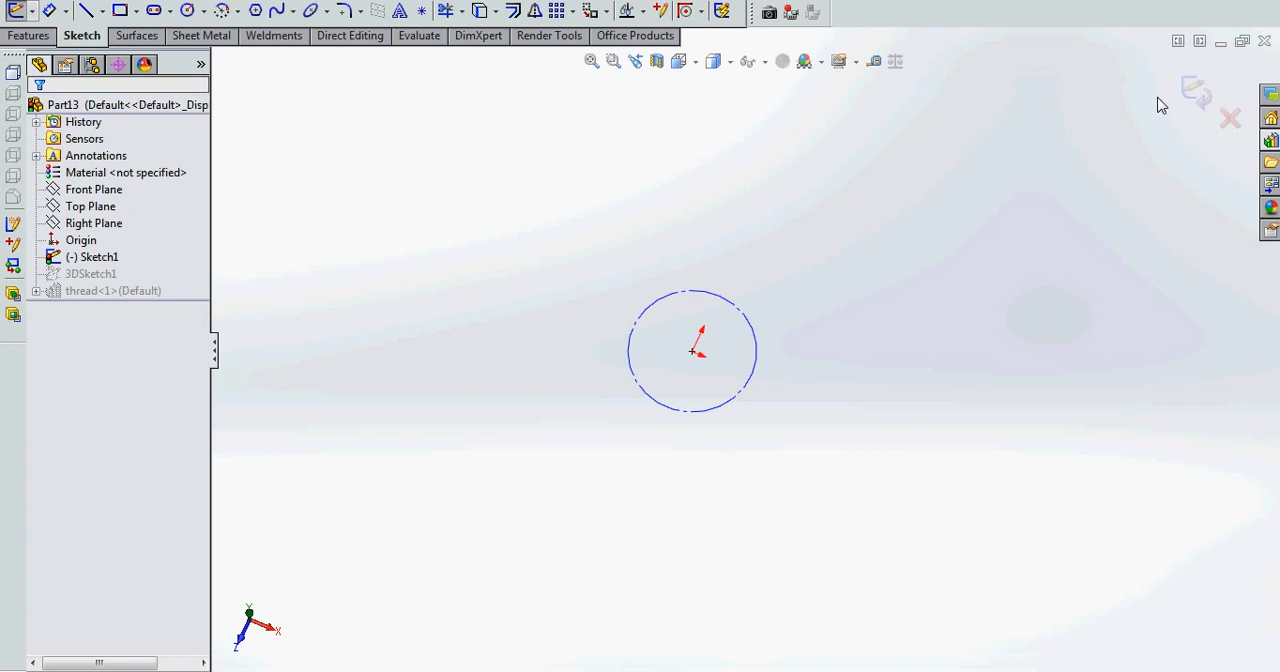 Features Sketch Surfaces Sheet Metal Weldments Direct Editing Evaluate DimXpert Render Tools Office Products
»
Part13 (Default<<Default>_Disp
History
Sensors
Annotations
Material <not specified>
Front Plane
Top Plane
Right Plane
Origin
(-) Sketch1
3DSketch1
thread<1>(Default)
Y
X
Z